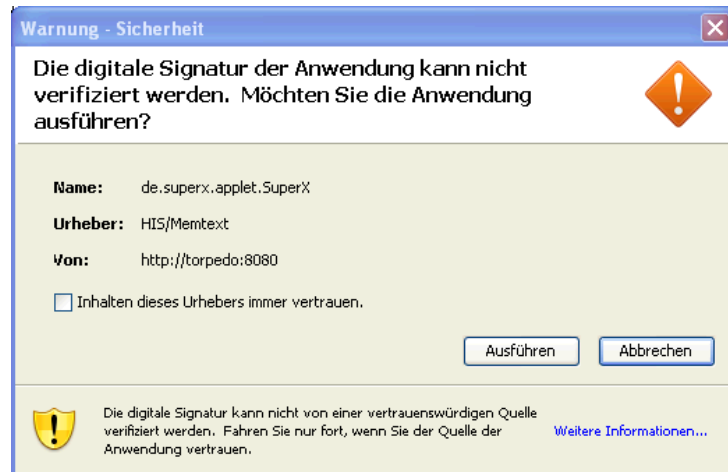 Warnung - Sicherheit
Die digitale Signatur der Anwendung kann nicht
verifiziert werden. Möchten Sie die Anwendung
ausführen?
Name: de.superx.applet.SuperX
Urheber: HIS/Memtext
Von: http://torpedo:8080
Inhalten dieses Urhebers immer vertrauen.
Ausführen Abbrechen
Die digitale Signatur kann nicht von einer vertrauenswürdigen Quelle
verifiziert werden. Fahren Sie nur fort, wenn Sie der Quelle der Weitere Informationen...
Anwendung vertrauen.